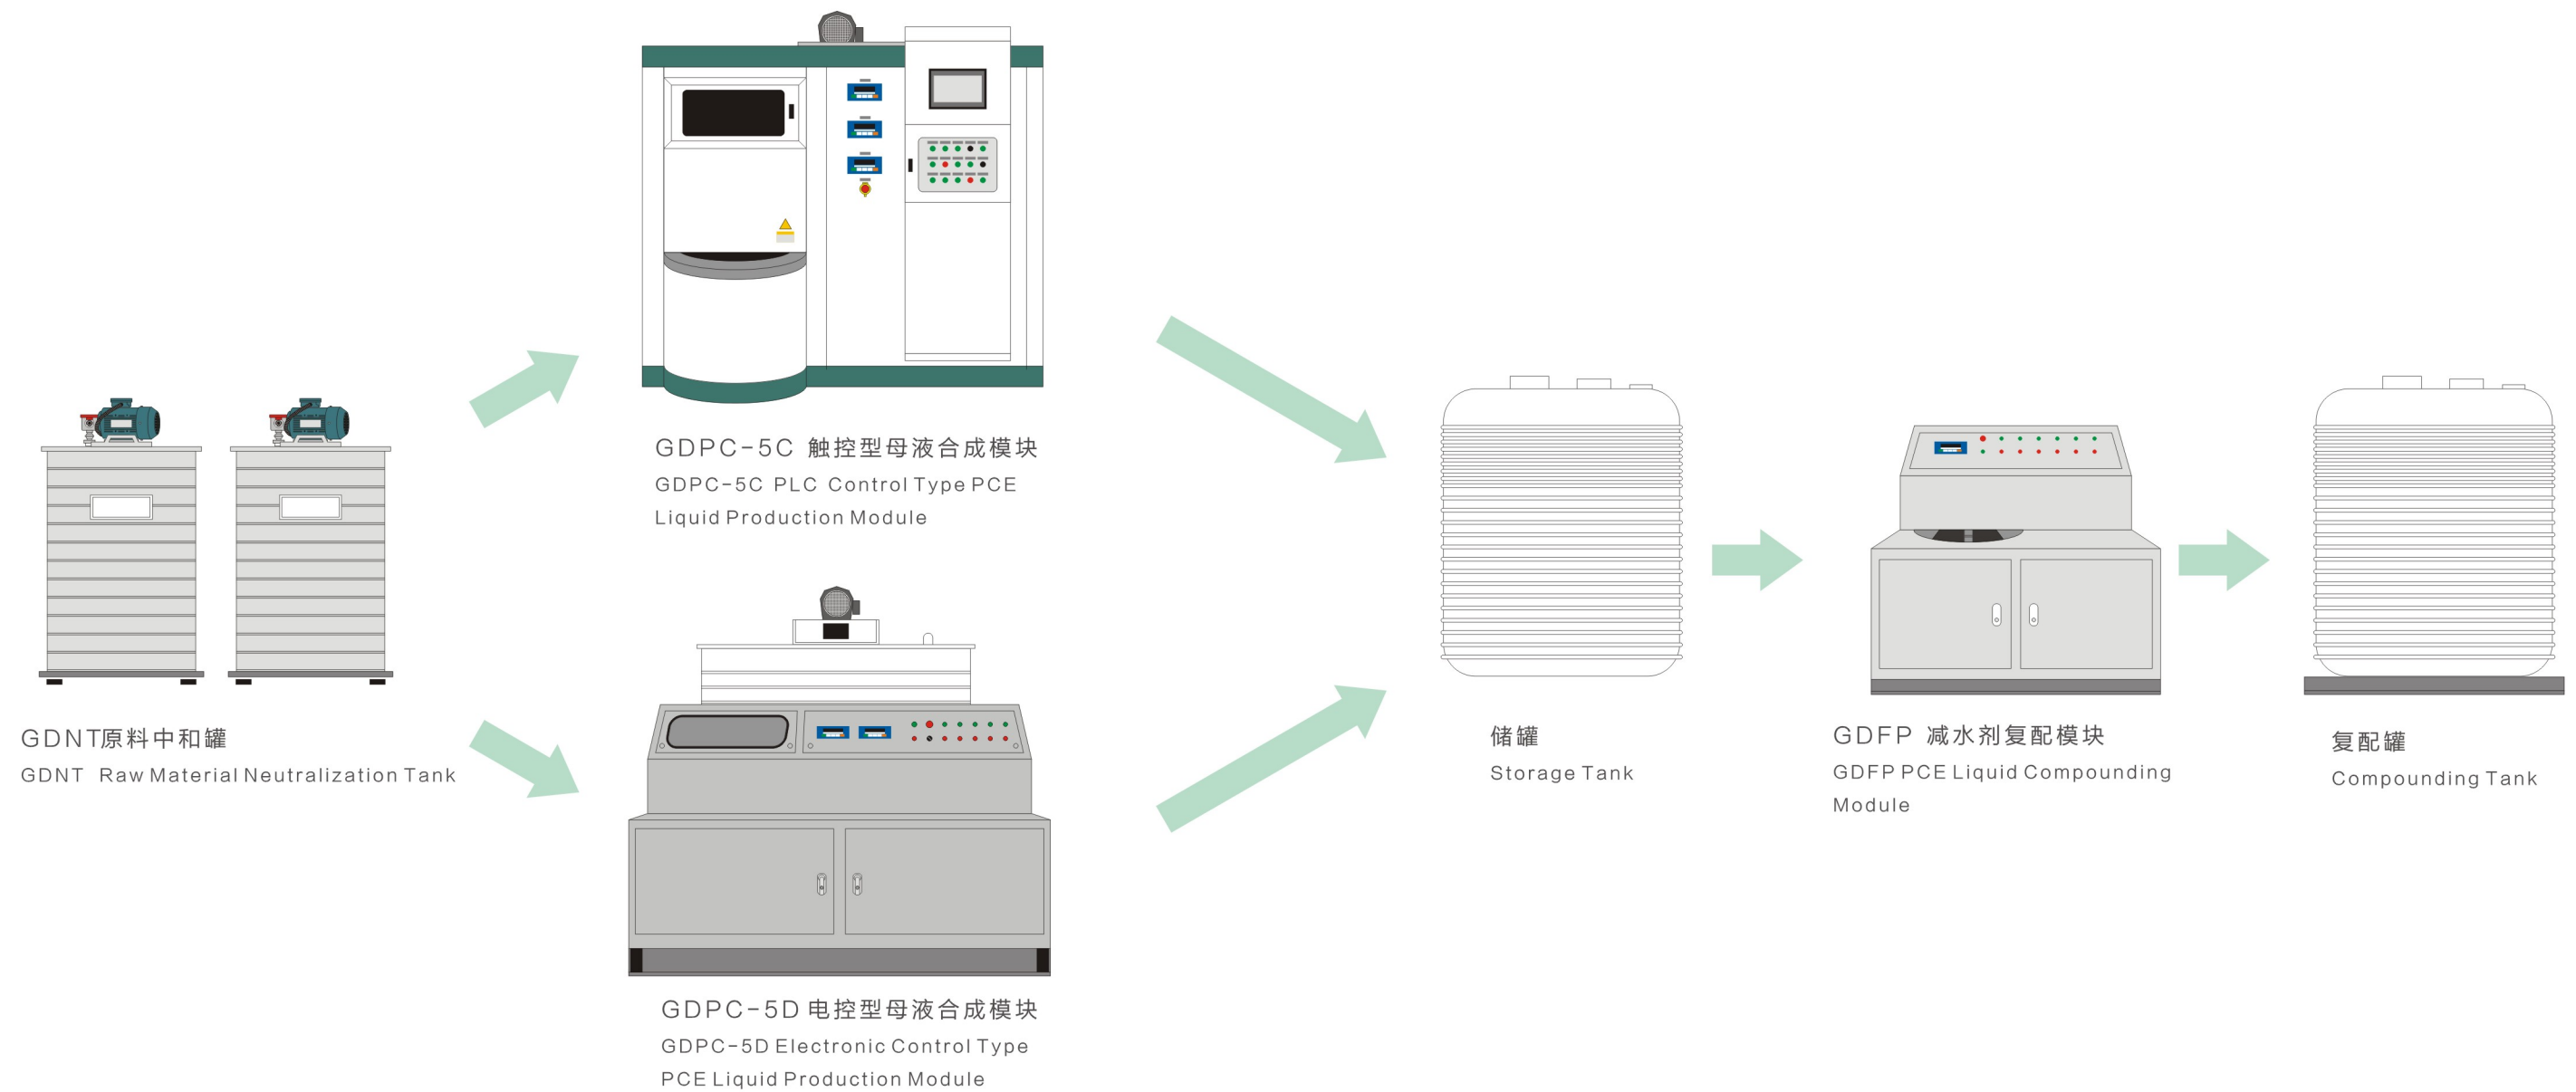 GDNT原料中和罐
GDNT Raw Material Neutralization Tank
GDPC-5C 触控型母液合成模块
GDPC-5C PLC Control Type PCE
Liquid Production Module
GDPC-5D 电控型母液合成模块
GDPC-5D Electronic Control Type
PCE Liquid Production Module
储罐
Storage Tank
GDFP 减水剂复配模块
GDFP PCE Liquid Compounding
Module
复配罐
Compounding Tank